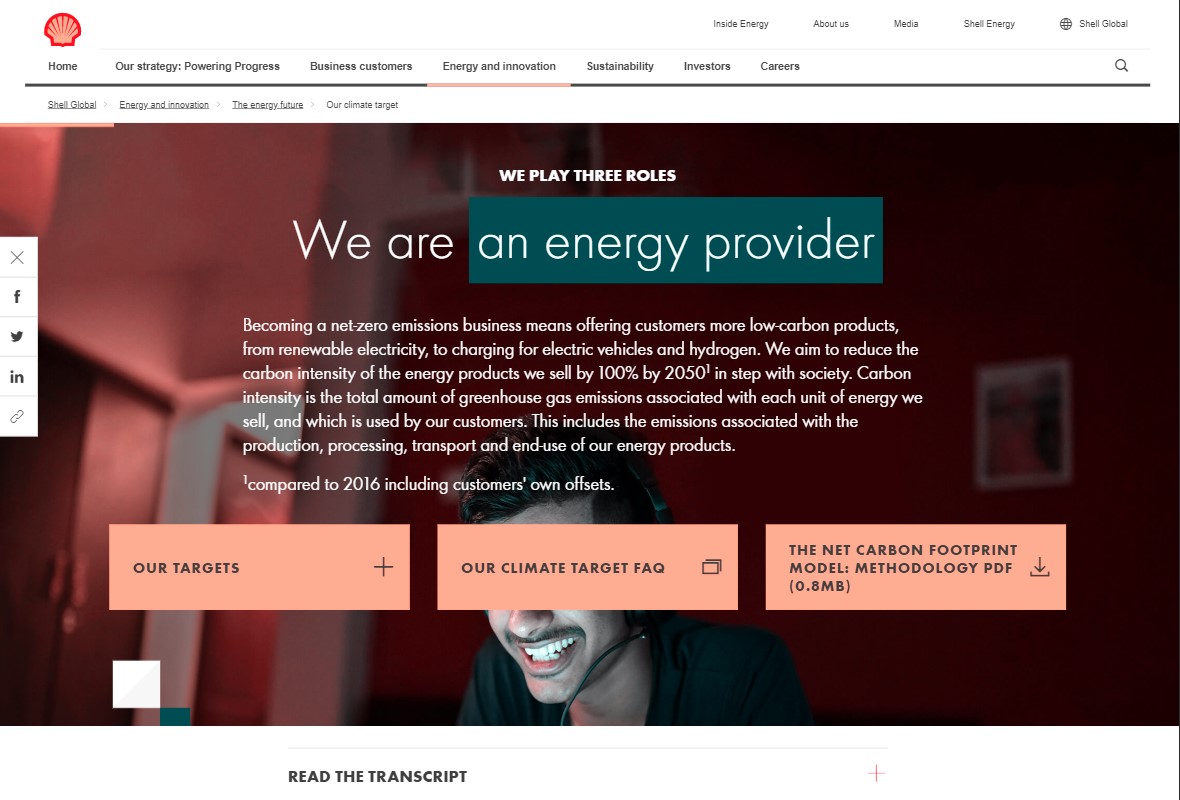 Inside Energy
About us
Media
Shell Energy
Shell Global
Home
Our strategy: Powering Progress
Business customers
Energy and innovation
Sustainability
Investors
Careers
Shell Global
Energy and innovation
The energy future
Our climate target
WE PLAY THREE ROLES
We are an energy provider
Becoming a net-zero emissions business means offering customers more low-carbon products,
from renewable electricity, to charging for electric vehicles and hydrogen. We aim to reduce the
carbon intensity of the energy products we sell by 100% by 2050¹ in step with society. Carbon
intensity is the total amount of greenhouse gas emissions associated with each unit of energy we
sell, and which is used by our customers. This includes the emissions associated with the
production, processing, transport and end-use of our energy products.
¹compared to 2016 including customers' own offsets.
OUR TARGETS
OUR CLIMATE TARGET FAQ
THE NET CARBON FOOTPRINT
MODEL: METHODOLOGY PDF
(0.8MB)
READ THE TRANSCRIPT